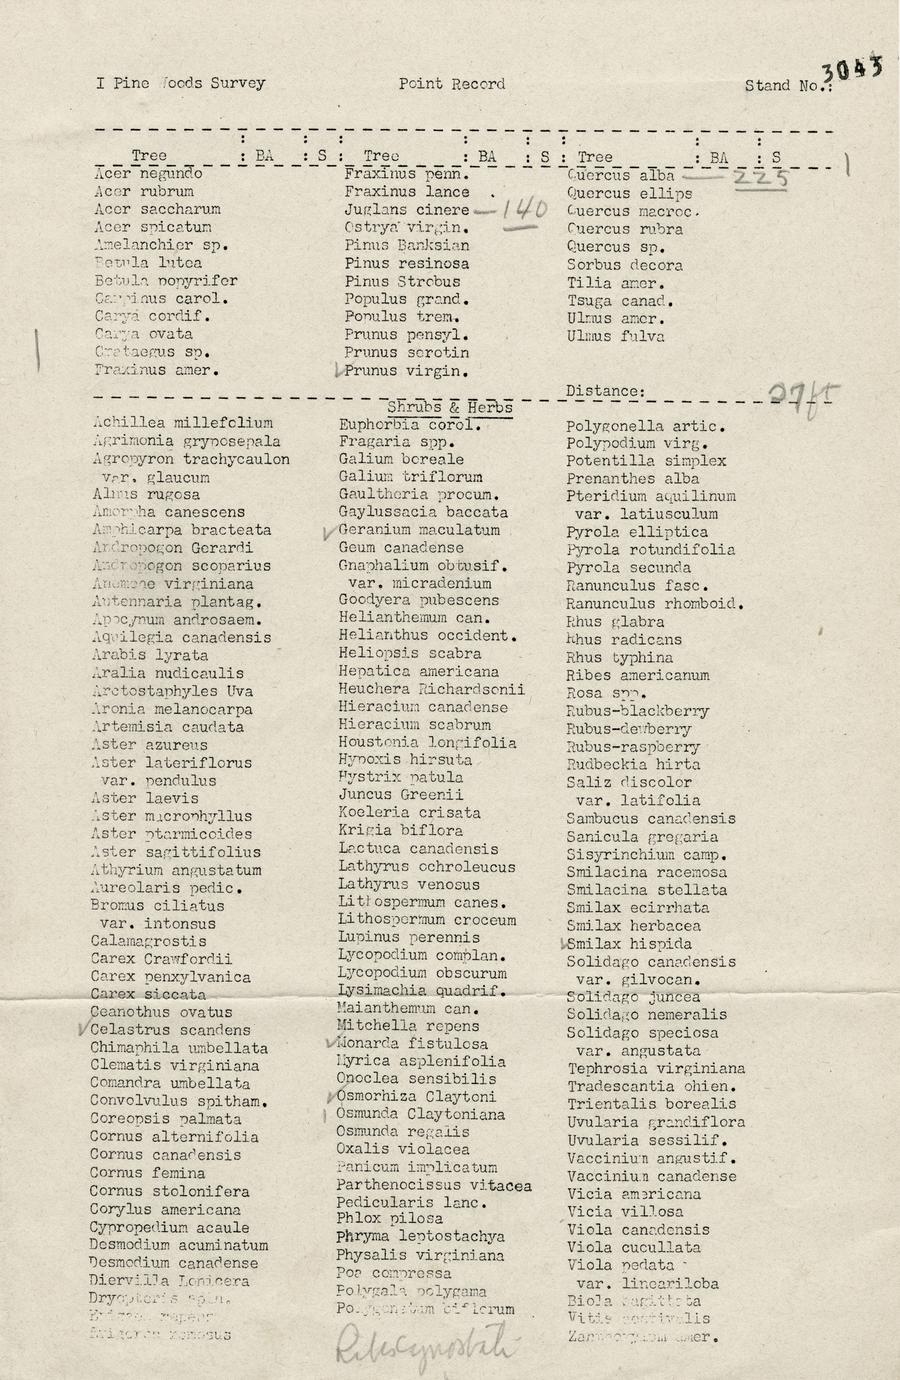 I Pine Woods Survey Point Record Stand No.: 3043
Tree : BA : S : Tree : BA : S : Tree : BA : S
Acer negundo
Acer rubrum
Acer saccharum
Acer spicatum
Amelanchier sp.
Betula lutea
Betula papyrifer
Carpinus carol.
Carya cordif.
Carya ovata
Crataegus sp.
Fraxinus amer.
Fraxinus penn.
Fraxinus lance .
Juglans cinere — 140
Ostrya virgin.
Pinus Banksian
Pinus resinosa
Pinus Strobus
Populus grand.
Populus trem.
Prunus pensyl.
Prunus serotin
✓Prunus virgin.
Quercus alba — 225
Quercus ellips
Quercus macroc.
Quercus rubra
Quercus sp.
Sorbus decora
Tilia amer.
Tsuga canad.
Ulmus amer.
Ulmus fulva
Distance: 27ft
Shrubs & Herbs
Achillea millefolium
Agrimonia gryposepala
Agropyron trachycaulon
var. glaucum
Alnus rugosa
Amorpha canescens
Amphicarpa bracteata
Andropogon Gerardi
Andropogon scoparius
Anemone virginiana
Antennaria plantag.
Apocynum androsaem.
Aquilegia canadensis
Arabis lyrata
Aralia nudicaulis
Arctostaphyles Uva
Aronia melanocarpa
Artemisia caudata
Aster azureus
Aster lateriflorus
var. pendulus
Aster laevis
Aster macrophyllus
Aster ptarmicoides
Aster sagittifolius
Athyrium angustatum
Aureolaris pedic.
Bromus ciliatus
var. intonsus
Calamagrostis
Carex Crawfordii
Carex penxylvanica
Carex siccata
Ceanothus ovatus
✓Celastrus scandens
Chimaphila umbellata
Clematis virginiana
Comandra umbellata
Convolvulus spitham.
Coreopsis palmata
Cornus alternifolia
Cornus canadensis
Cornus femina
Cornus stolonifera
Corylus americana
Cypropedium acaule
Desmodium acuminatum
Desmodium canadense
Diervilla Lonicera
Dryopteris spin.
Erigeron ramosus
Euphorbia corol.
Fragaria spp.
Galium boreale
Galium triflorum
Gaultheria procum.
Gaylussacia baccata
✓Geranium maculatum
Geum canadense
Gnaphalium obtusif.
var. micradenium
Goodyera pubescens
Helianthemum can.
Helianthus occident.
Heliopsis scabra
Hepatica americana
Heuchera Richardsonii
Hieracium canadense
Hieracium scabrum
Houstonia longifolia
Hypoxis hirsuta
Hystrix patula
Juncus Greenii
Koeleria crisata
Krigia biflora
Lactuca canadensis
Lathyrus ochroleucus
Lathyrus venosus
Lithospermum canes.
Lithospermum croceum
Lupinus perennis
Lycopodium complan.
Lycopodium obscurum
Lysimachia quadrif.
Maianthemum can.
Mitchella repens
✓Monarda fistulosa
Myrica asplenifolia
Onoclea sensibilis
✓Osmorhiza Claytoni
Osmunda Claytoniana
Osmunda regalis
Oxalis violacea
Panicum implicatum
Parthenocissus vitacea
Pedicularis lanc.
Phlox pilosa
Phryma leptostachya
Physalis virginiana
Poa compressa
Polygala polygama
Polygonatum biflorum
Polygonella artic.
Polypodium virg.
Potentilla simplex
Prenanthes alba
Pteridium aquilinum
var. latiusculum
Pyrola elliptica
Pyrola rotundifolia
Pyrola secunda
Ranunculus fasc.
Ranunculus rhomboid.
Rhus glabra
Rhus radicans
Rhus typhina
Ribes americanum
Rosa spp.
Rubus-blackberry
Rubus-dewberry
Rubus-raspberry
Rudbeckia hirta
Saliz discolor
var. latifolia
Sambucus canadensis
Sanicula gregaria
Sisyrinchium camp.
Smilacina racemosa
Smilacina stellata
Smilax ecirrhata
Smilax herbacea
✓Smilax hispida
Solidago canadensis
var. gilvocan.
Solidago juncea
Solidago nemeralis
Solidago speciosa
var. angustata
Tephrosia virginiana
Tradescantia ohien.
Trientalis borealis
Uvularia grandiflora
Uvularia sessilif.
Vaccinium angustif.
Vaccinium canadense
Vicia americana
Vicia villosa
Viola canadensis
Viola cucullata
Viola pedata
var. lineariloba
Biola sagittata
Vitis aestivalis
amer.
Ribes cynosbati